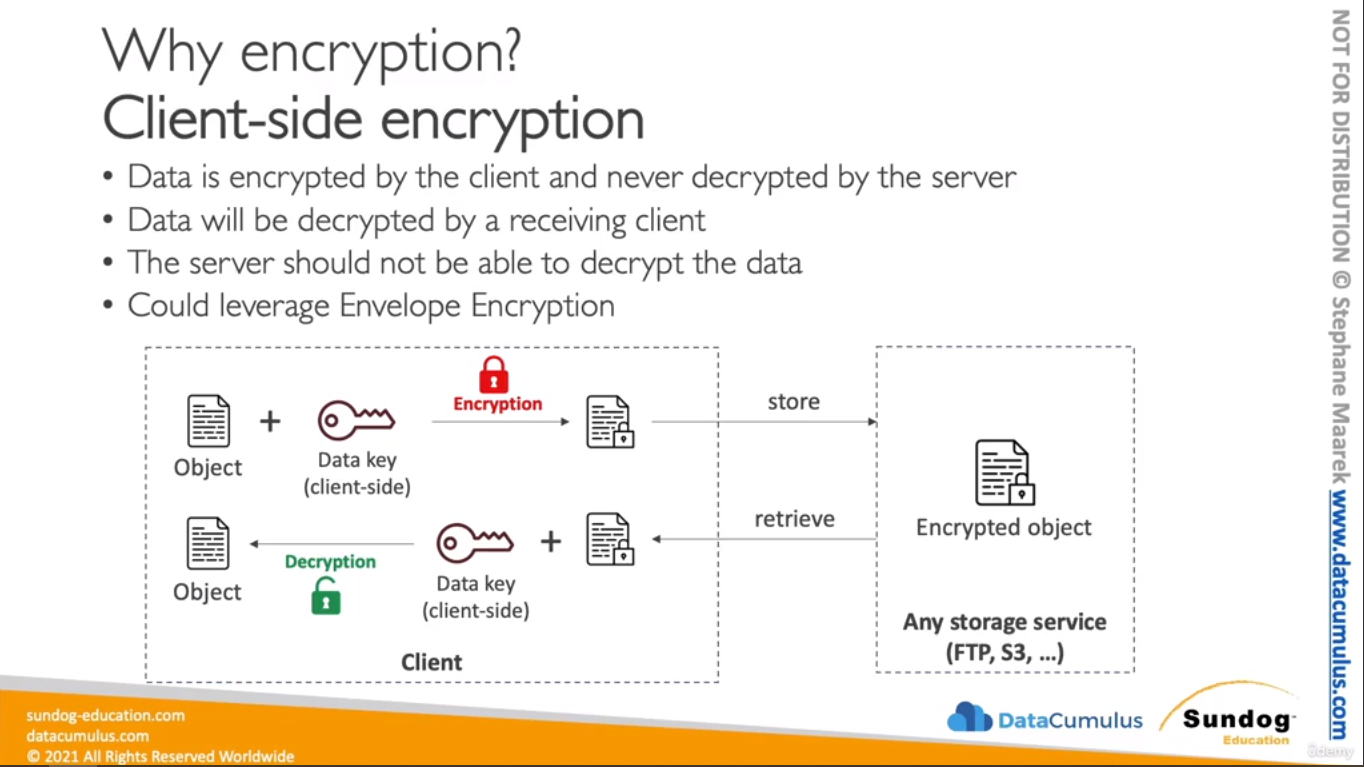 Why encryption?
Client-side encryption
• Data is encrypted by the client and never decrypted by the server
• Data will be decrypted by a receiving client
• The server should not be able to decrypt the data
• Could leverage Envelope Encryption
Object
+
Data key
(client-side)
Encryption
store
Object
Decryption
Data key
(client-side)
+
retrieve
Client
Encrypted object
Any storage service
(FTP, S3, …)
sundog-education.com
datacumulus.com
© 2021 All Rights Reserved Worldwide
DataCumulus
Sundog
Education
NOT FOR DISTRIBUTION © Stephane Maarek www.datacumulus.com
ûdemy